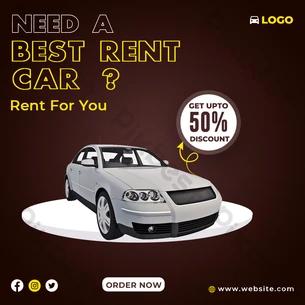 NEED A
BEST RENT
CAR ?
Rent For You
LOGO
GET UPTO
50%
DISCOUNT
ORDER NOW
www.website.com